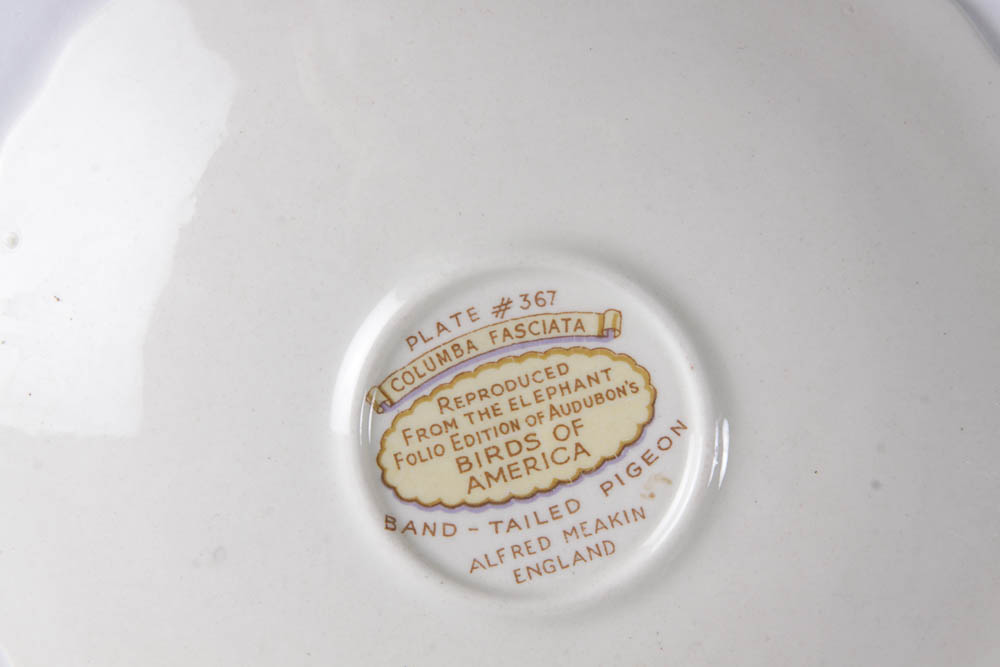 PLATE # 367
COLUMBA FASCIATA
REPRODUCED
FROM THE ELEPHANT
FOLIO EDITION OF AUDUBON'S
BIRDS OF
AMERICA
BAND - TAILED PIGEON
ALFRED MEAKIN
ENGLAND